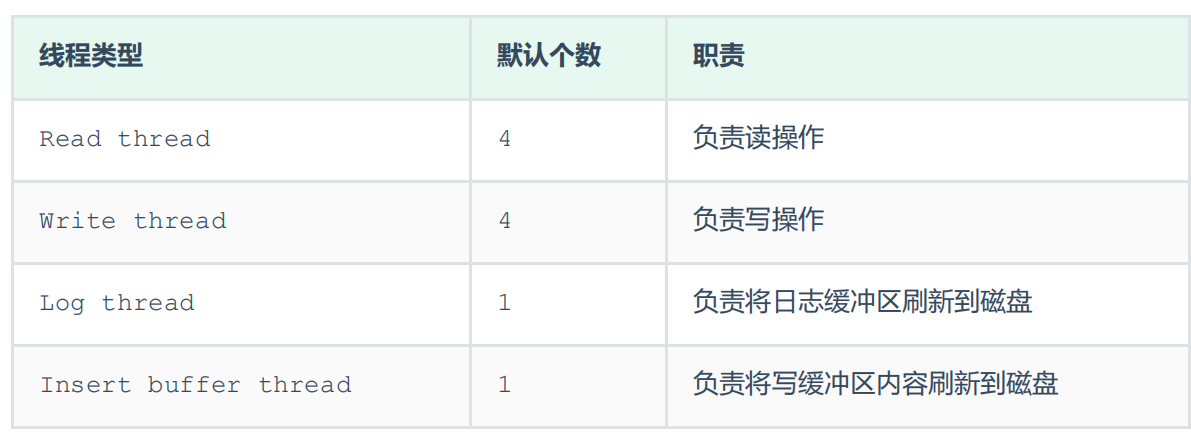 线程类型 默认个数 职责
Read thread 4 负责读操作
Write thread 4 负责写操作
Log thread 1 负责将日志缓冲区刷新到磁盘
Insert buffer thread 1 负责将写缓冲区内容刷新到磁盘